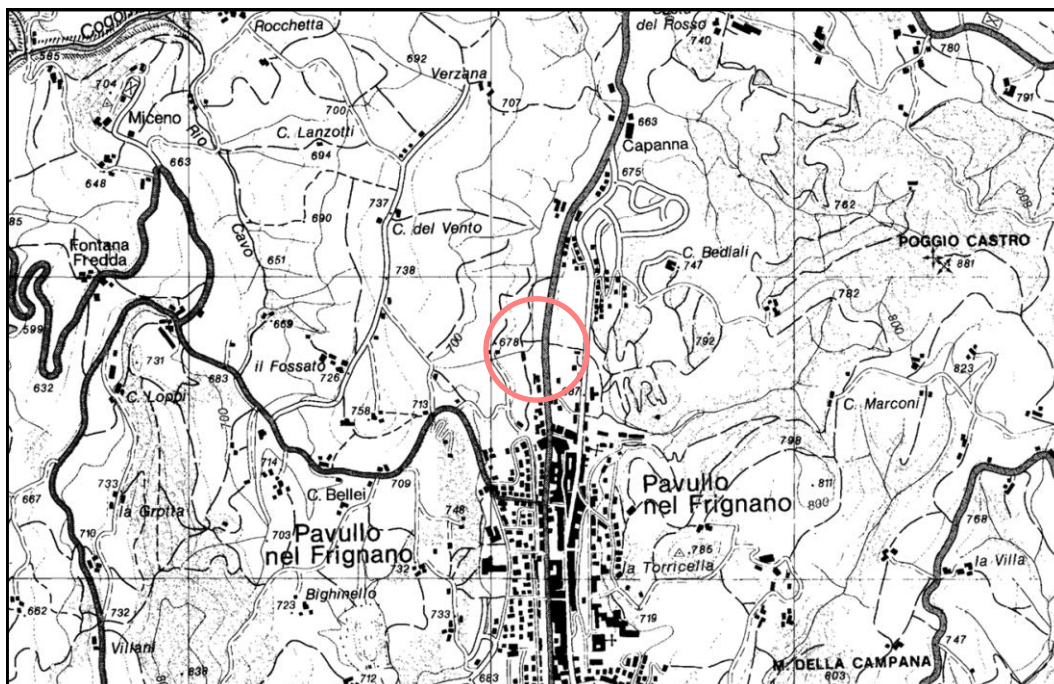 Rocchetta
692
Verzana
740
del Rosso
780
585
704
Miceno
Rio
700
C. Lanzotti
694
707
663
Capanna
791
663
648
675
690
737
C. del Vento
762
Fontana
Fredda
Cavo
651
738
C. Bediali
747
POGGIO CASTRO
881
599
669
782
800
632
731
683
il Fossato
726
700
678
792
C. Loppi
700
758
713
823
C. Marconi
714
798
667
733
la Grotta
C. Bellei
709
Pavullo
nel Frignano
811
800
710
703
Pavullo
nel Frignano
748
768
732
785
la Torricella
la Villa
662
732
Bighinello
723
733
719
Villani
838
712
683
M. DELLA CAMPANA
803
747